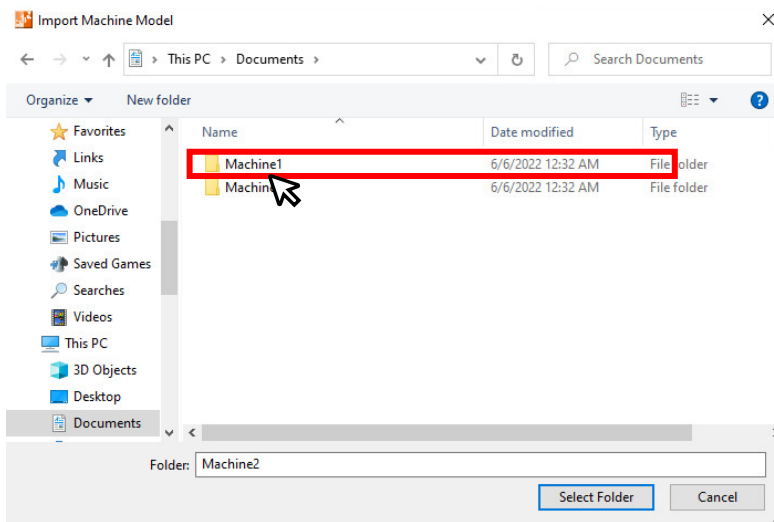 Import Machine Model
This PC > Documents >
Search Documents
Organize
New folder
Name
Date modified
Type
Favorites
Links
Music
OneDrive
Pictures
Saved Games
Searches
Videos
This PC
3D Objects
Desktop
Documents
Machine1 6/6/2022 12:32 AM File folder
6/6/2022 12:32 AM File folder
Folder: Machine2
Select Folder
Cancel